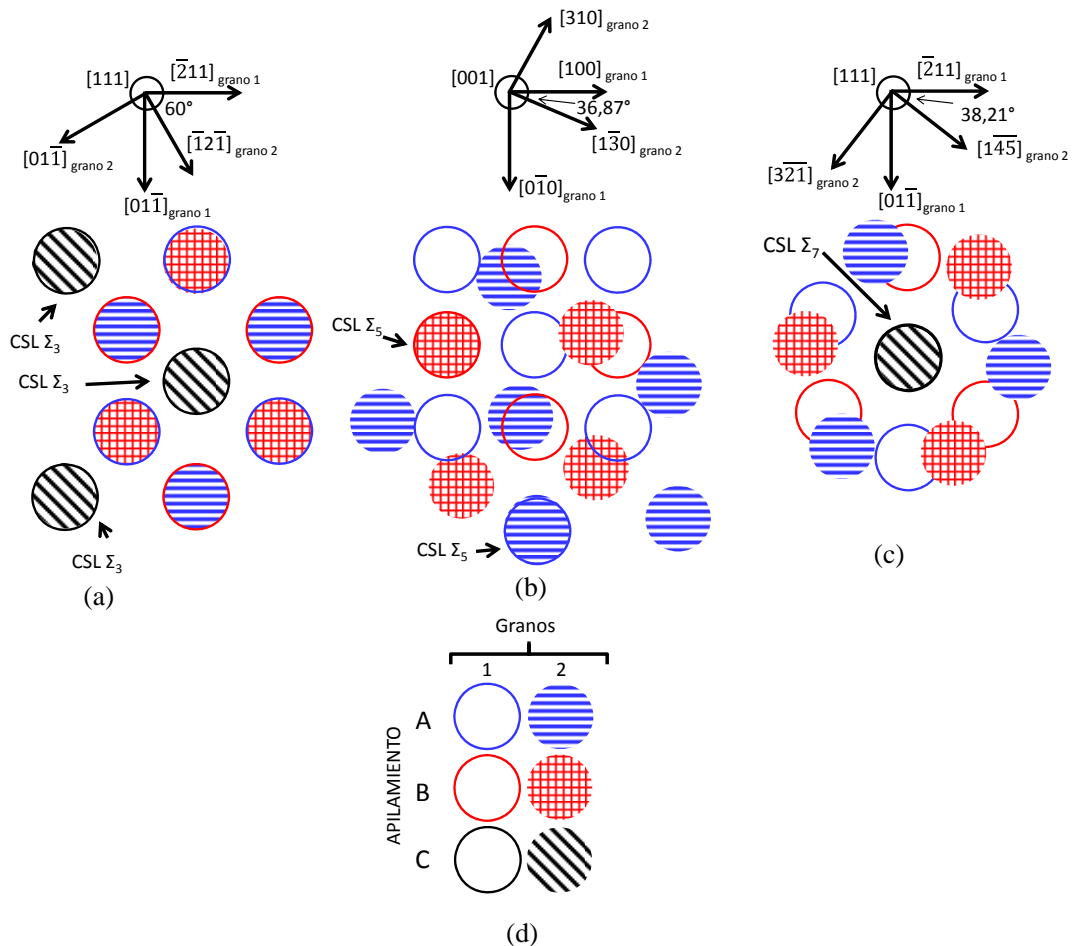 [111]
[2̅11] grano 1
60°
[011̅] grano 2
[1̅21̅] grano 2
[011̅] grano 1
CSL Σ3
CSL Σ3
CSL Σ3
(a)
[310] grano 2
[001]
[100] grano 1
36,87°
[13̅0] grano 2
[01̅0] grano 1
CSL Σ5
CSL Σ5
(b)
[111]
[2̅11] grano 1
38,21°
[14̅5̅] grano 2
[32̅1̅] grano 2
[011̅] grano 1
CSL Σ7
(c)
Granos
1 2
APILAMIENTO
A
B
C
(d)